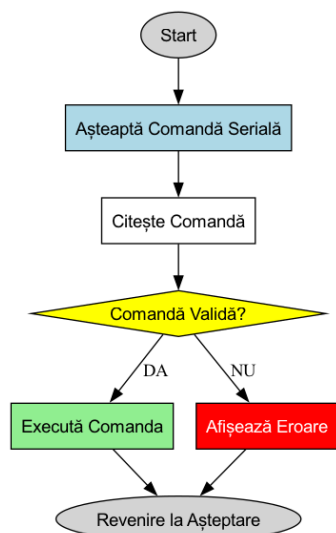 Start
Așteaptă Comandă Serială
Citește Comandă
Comandă Validă?
DA
NU
Execută Comanda
Afișează Eroare
Revenire la Așteptare